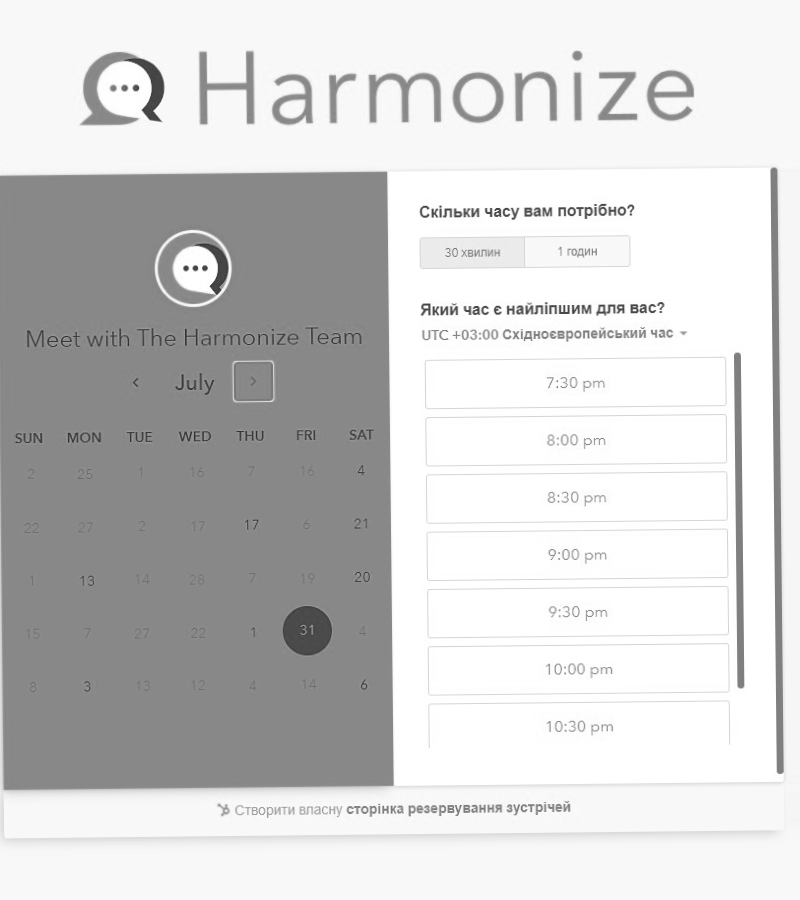 Harmonize
Meet with The Harmonize Team
July
SUN MON TUE WED THU FRI SAT
2 25 1 16 7 16 4
22 27 2 17 17 6 21
1 13 14 28 7 19 20
15 7 27 22 1 31 4
8 3 13 12 4 14 6
Скільки часу вам потрібно?
30 хвилин 1 годин
Який час є найліпшим для вас?
UTC +03:00 Східноєвропейський час
7:30 pm
8:00 pm
8:30 pm
9:00 pm
9:30 pm
10:00 pm
10:30 pm
Створити власну сторінка резервування зустрічей